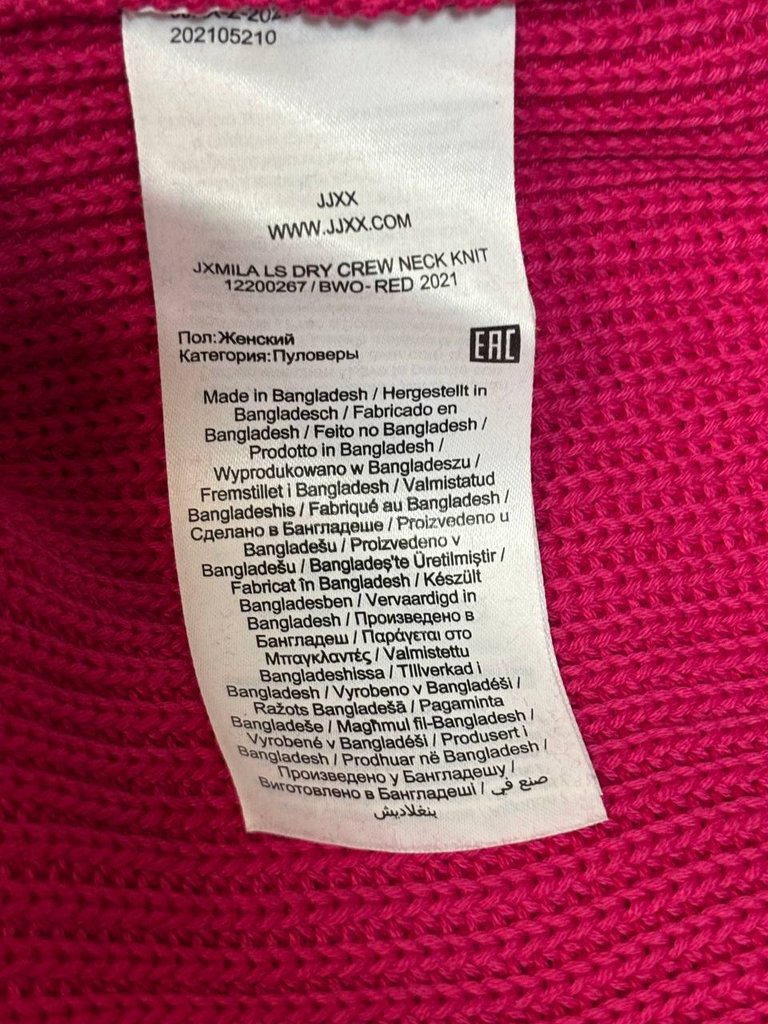 202105210
JJXX
WWW.JJXX.COM
JXMILA LS DRY CREW NECK KNIT
12200267 / BWO- RED 2021
Пол:Женский
Категория:Пуловеры
EAC
Made in Bangladesh / Hergestellt in
Bangladesch / Fabricado en
Bangladesh / Feito no Bangladesh /
Prodotto in Bangladesh /
Wyprodukowano w Bangladeszu /
Fremstillet i Bangladesh / Valmistatud
Bangladeshis / Fabriqué au Bangladesh /
Сделано в Бангладеше / Proizvedeno u
Bangladešu / Proizvedeno v
Bangladešu / Bangladeş'te Üretilmiştir /
Fabricat în Bangladesh / Készült
Bangladesben / Vervaardigd in
Bangladesh / Произведено в
Бангладеш / Παράγεται στο
Μπαγκλαντές / Valmistettu
Bangladeshissa / TIllverkad i
Bangladesh / Vyrobeno v Bangladéši /
Ražots Bangladešā / Pagaminta
Bangladeše / Magħmul fil-Bangladesh /
Vyrobené v Bangladéši / Produsert i
Bangladesh / Prodhuar në Bangladesh /
Произведено у Бангладешу /
Виготовлено в Бангладеші / صنع في
بنغلاديش